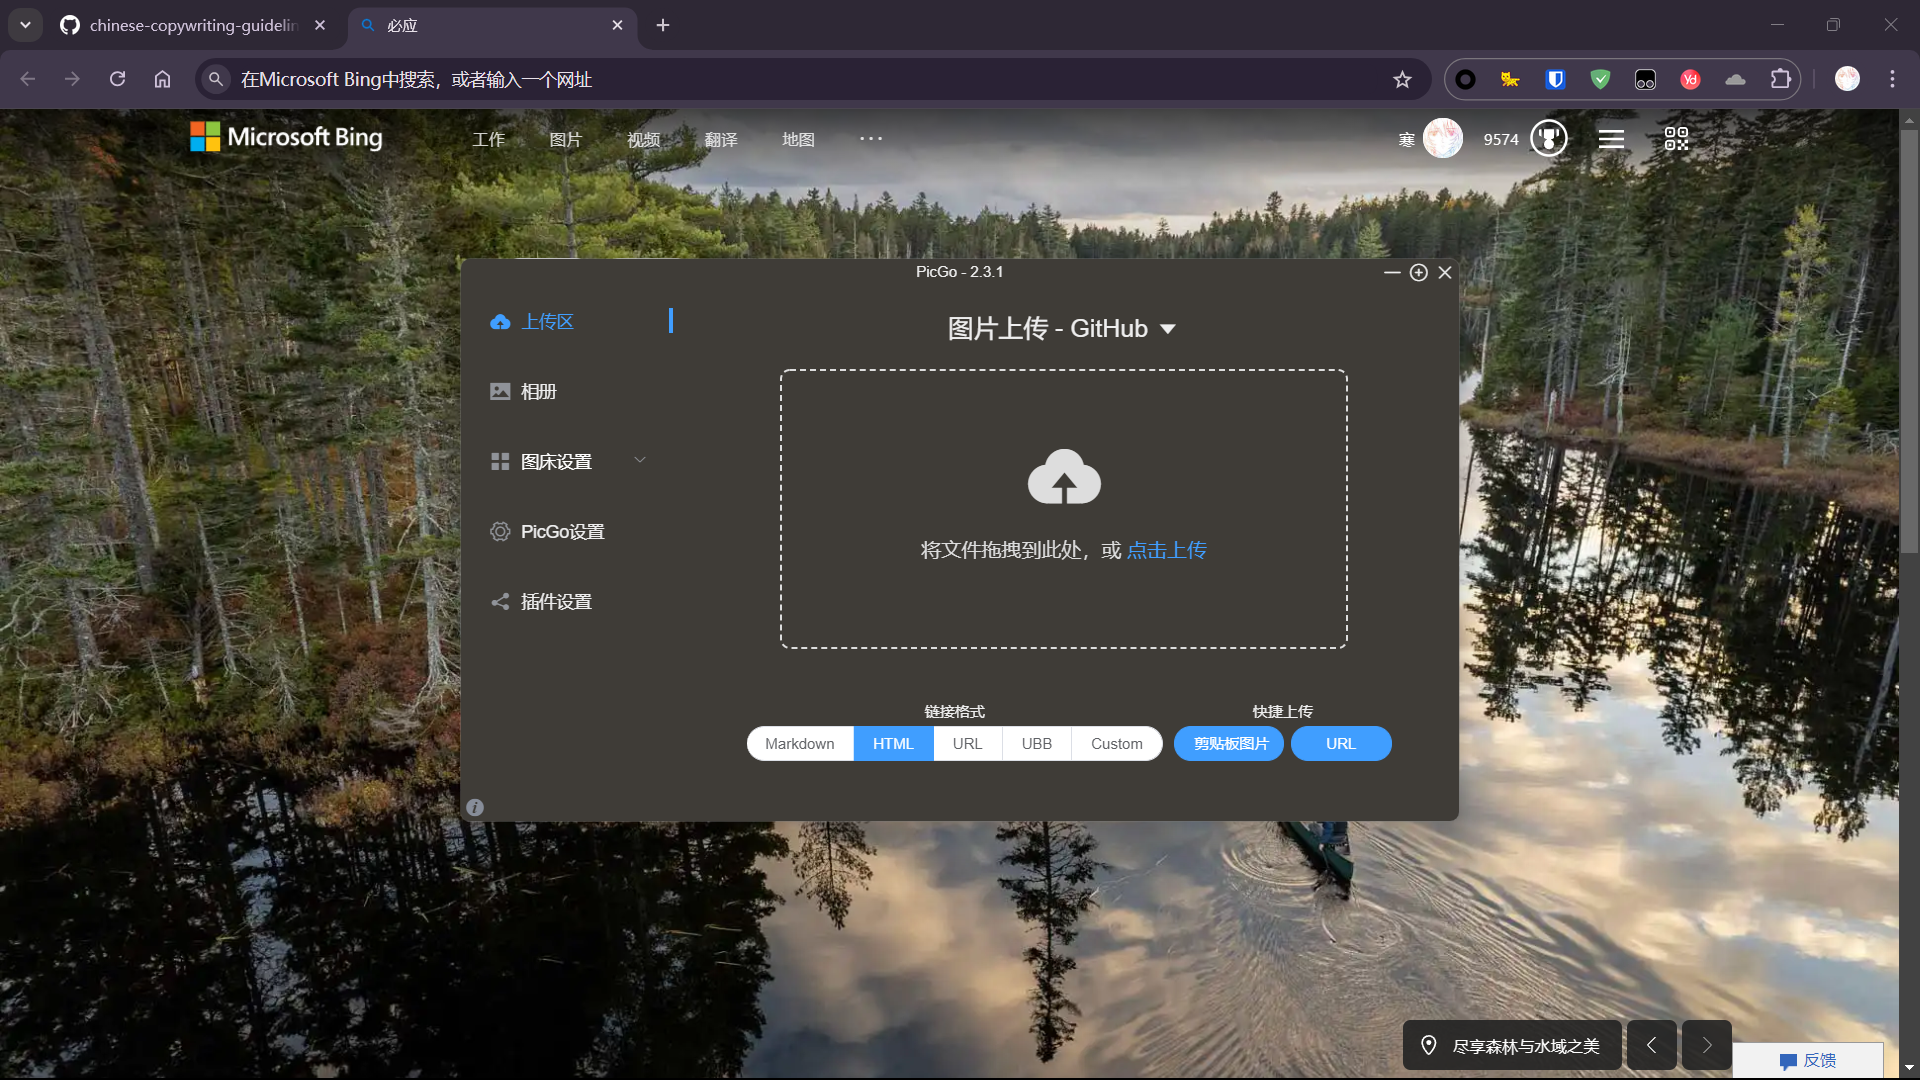 chinese-copywriting-guidelin
必应
在Microsoft Bing中搜索，或者输入一个网址
Microsoft Bing
工作 图片 视频 翻译 地图 ···
塞 9574
PicGo - 2.3.1
上传区
相册
图床设置
PicGo设置
插件设置
图片上传 - GitHub
将文件拖拽到此处，或 点击上传
链接格式 快捷上传
Markdown HTML URL UBB Custom 剪贴板图片 URL
尽享森林与水域之美
反馈